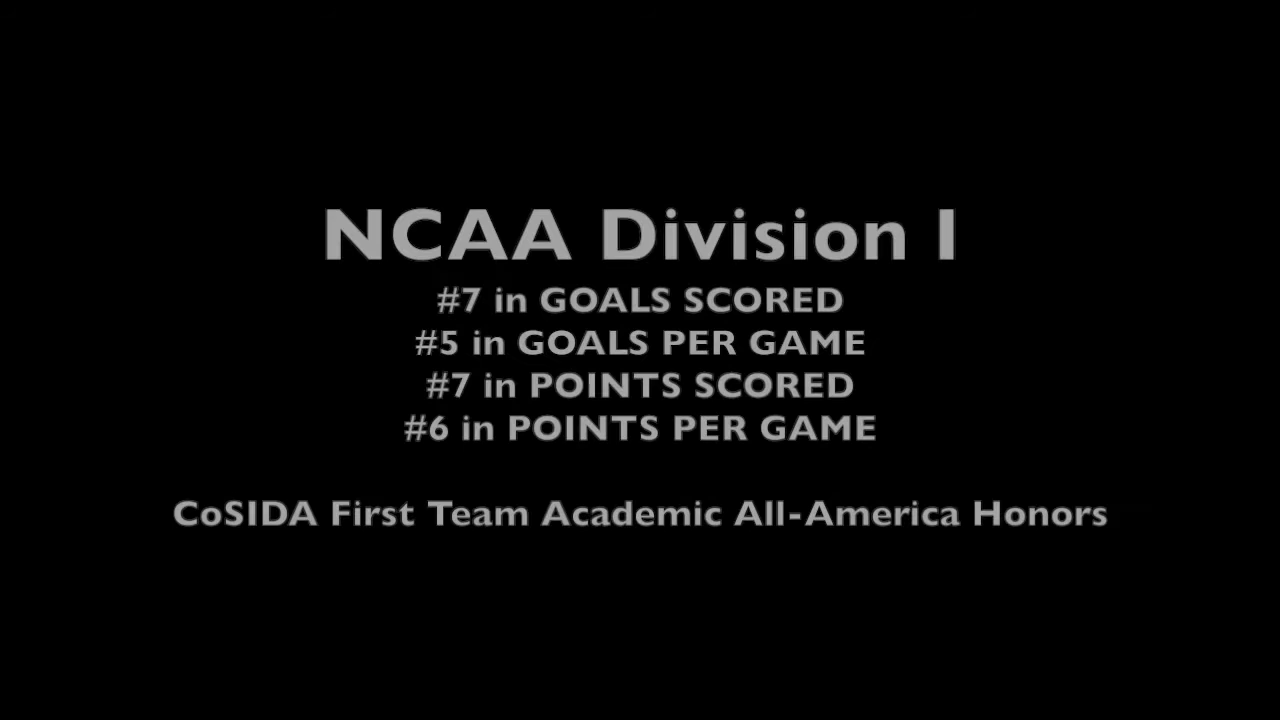 NCAA Division I
#7 in GOALS SCORED
#5 in GOALS PER GAME
#7 in POINTS SCORED
#6 in POINTS PER GAME
CoSIDA First Team Academic All-America Honors